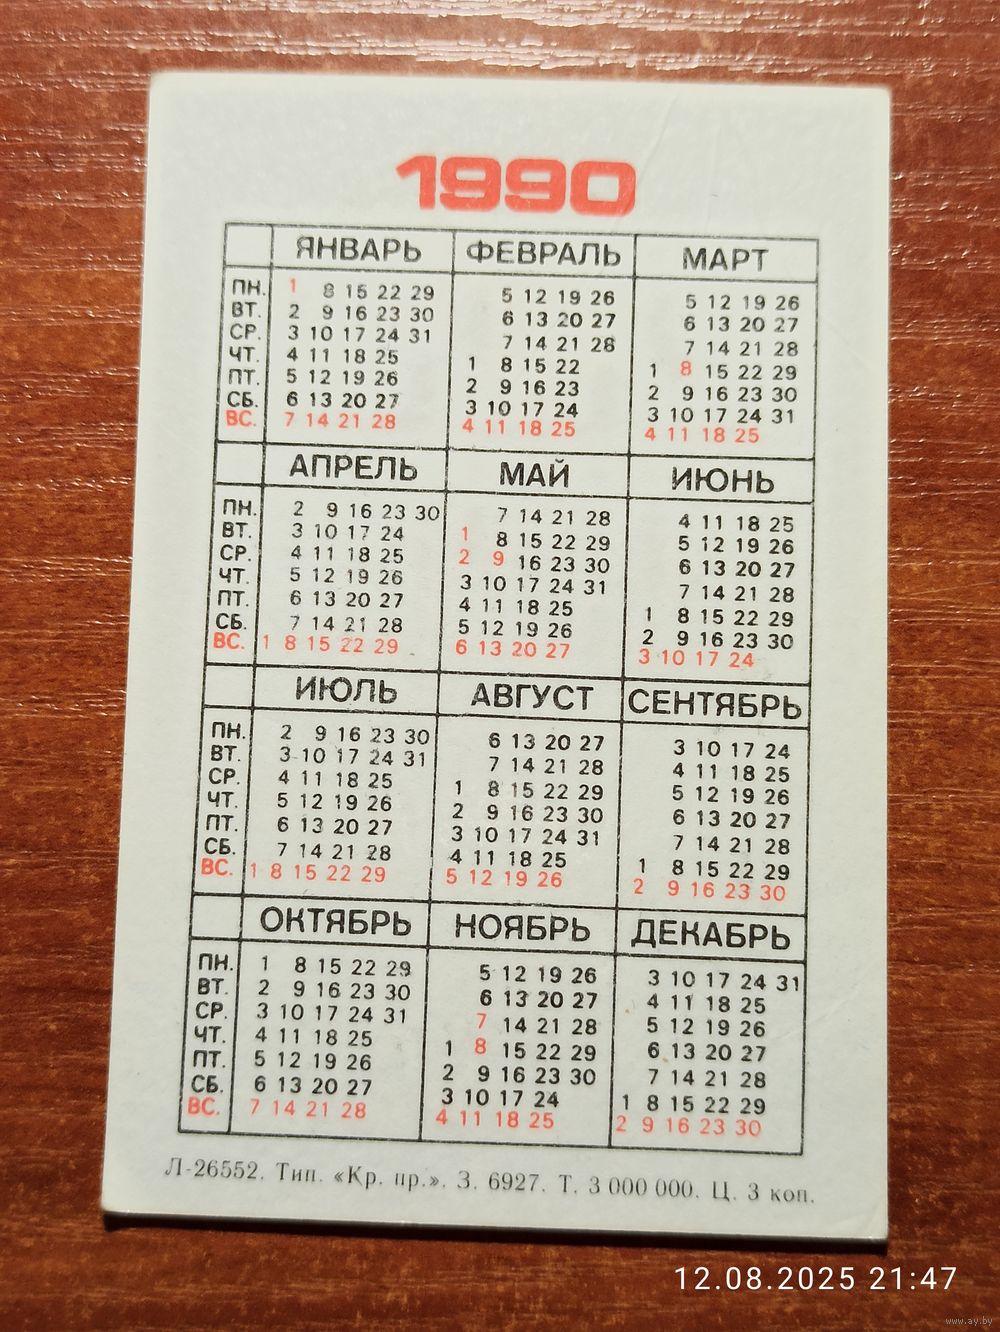 1990
ЯНВАРЬ ФЕВРАЛЬ МАРТ
ПН. 1 8 15 22 29 5 12 19 26 5 12 19 26
ВТ. 2 9 16 23 30 6 13 20 27 6 13 20 27
СР. 3 10 17 24 31 7 14 21 28 7 14 21 28
ЧТ. 4 11 18 25 1 8 15 22 1 8 15 22 29
ПТ. 5 12 19 26 2 9 16 23 2 9 16 23 30
СБ. 6 13 20 27 3 10 17 24 3 10 17 24 31
ВС. 7 14 21 28 4 11 18 25 4 11 18 25
АПРЕЛЬ МАЙ ИЮНЬ
ПН. 2 9 16 23 30 7 14 21 28 4 11 18 25
ВТ. 3 10 17 24 1 8 15 22 29 5 12 19 26
СР. 4 11 18 25 2 9 16 23 30 6 13 20 27
ЧТ. 5 12 19 26 3 10 17 24 31 7 14 21 28
ПТ. 6 13 20 27 4 11 18 25 1 8 15 22 29
СБ. 7 14 21 28 5 12 19 26 2 9 16 23 30
ВС. 1 8 15 22 29 6 13 20 27 3 10 17 24
ИЮЛЬ АВГУСТ СЕНТЯБРЬ
ПН. 2 9 16 23 30 6 13 20 27 3 10 17 24
ВТ. 3 10 17 24 31 7 14 21 28 4 11 18 25
СР. 4 11 18 25 1 8 15 22 29 5 12 19 26
ЧТ. 5 12 19 26 2 9 16 23 30 6 13 20 27
ПТ. 6 13 20 27 3 10 17 24 31 7 14 21 28
СБ. 7 14 21 28 4 11 18 25 1 8 15 22 29
ВС. 1 8 15 22 29 5 12 19 26 2 9 16 23 30
ОКТЯБРЬ НОЯБРЬ ДЕКАБРЬ
ПН. 1 8 15 22 29 5 12 19 26 3 10 17 24 31
ВТ. 2 9 16 23 30 6 13 20 27 4 11 18 25
СР. 3 10 17 24 31 7 14 21 28 5 12 19 26
ЧТ. 4 11 18 25 1 8 15 22 29 6 13 20 27
ПТ. 5 12 19 26 2 9 16 23 30 7 14 21 28
СБ. 6 13 20 27 3 10 17 24 1 8 15 22 29
ВС. 7 14 21 28 4 11 18 25 2 9 16 23 30
Л-26552. Тип. «Кр. пр.». З. 6927. Т. 3 000 000. Ц. 3 коп.
12.08.2025 21:47
www.ay.by